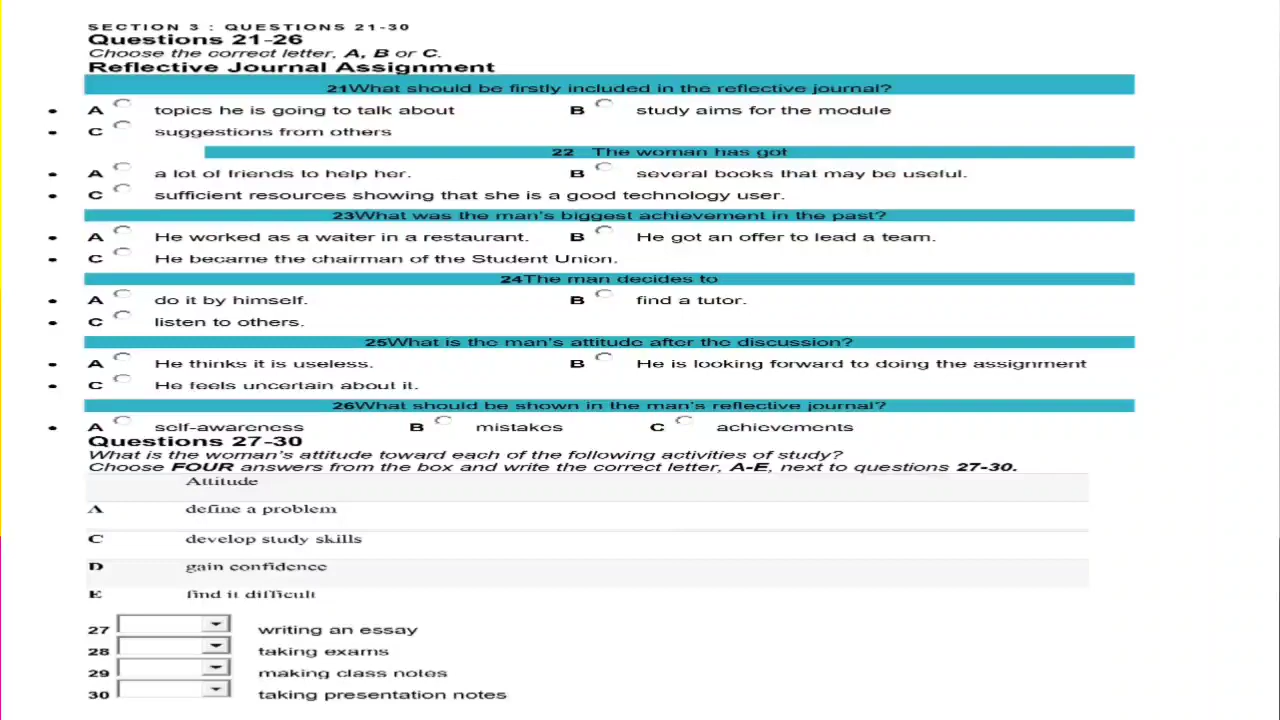 SECTION 3 : QUESTIONS 21-30
Questions 21-26
Choose the correct letter, A, B or C.
Reflective Journal Assignment
21What should be firstly included in the reflective journal?
A topics he is going to talk about B study aims for the module
C suggestions from others
22 The woman has got
A a lot of friends to help her. B several books that may be useful.
C sufficient resources showing that she is a good technology user.
23What was the man's biggest achievement in the past?
A He worked as a waiter in a restaurant. B He got an offer to lead a team.
C He became the chairman of the Student Union.
24The man decides to
A do it by himself. B find a tutor.
C listen to others.
25What is the man's attitude after the discussion?
A He thinks it is useless. B He is looking forward to doing the assignment
C He feels uncertain about it.
26What should be shown in the man's reflective journal?
A self-awareness B mistakes C achievements
Questions 27-30
What is the woman's attitude toward each of the following activities of study?
Choose FOUR answers from the box and write the correct letter, A-E, next to questions 27-30.
Attitude
A define a problem
C develop study skills
D gain confidence
E find it difficult
27 writing an essay
28 taking exams
29 making class notes
30 taking presentation notes